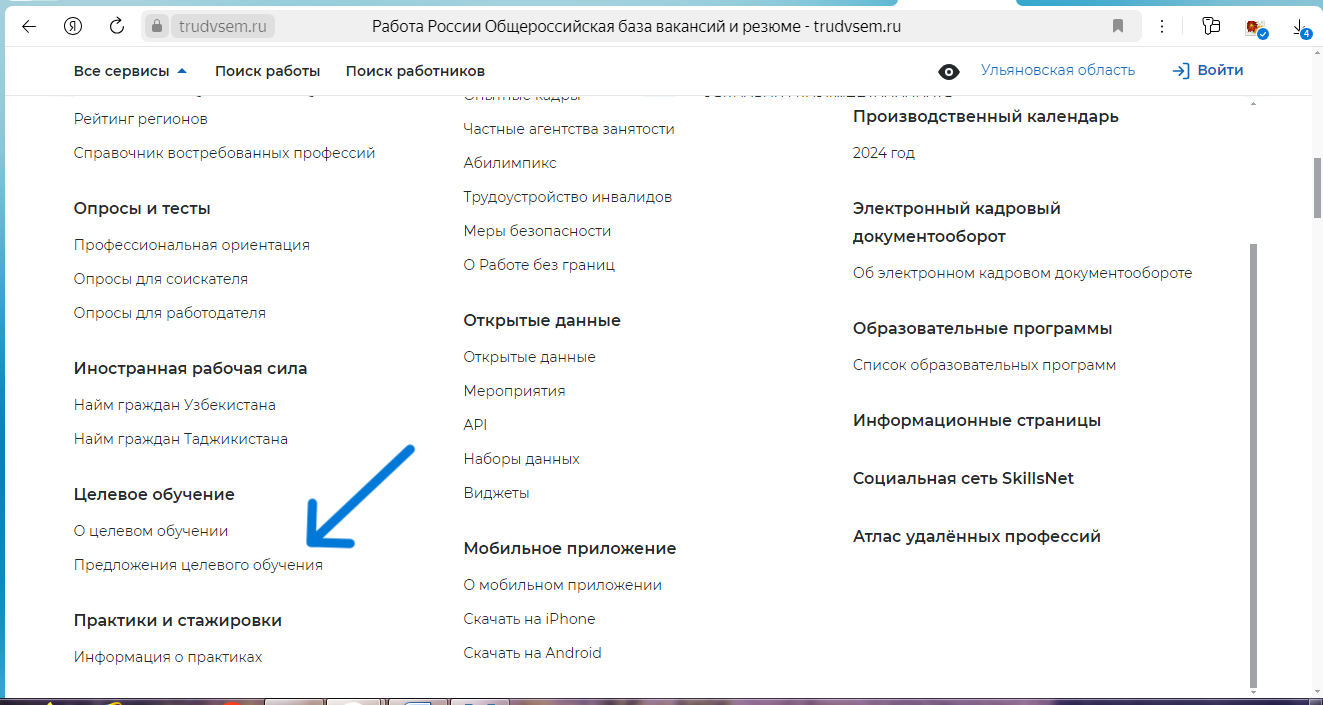 trudvsem.ru
Работа России Общероссийская база вакансий и резюме - trudvsem.ru
4
Все сервисы
Поиск работы
Поиск работников
Ульяновская область
Войти
Рейтинг регионов
Справочник востребованных профессий
Опросы и тесты
Профессиональная ориентация
Опросы для соискателя
Опросы для работодателя
Иностранная рабочая сила
Найм граждан Узбекистана
Найм граждан Таджикистана
Целевое обучение
О целевом обучении
Предложения целевого обучения
Практики и стажировки
Информация о практиках
Опытные кадры
Частные агентства занятости
Абилимпикс
Трудоустройство инвалидов
Меры безопасности
О Работе без границ
Открытые данные
Открытые данные
Мероприятия
API
Наборы данных
Виджеты
Мобильное приложение
О мобильном приложении
Скачать на iPhone
Скачать на Android
Производственный календарь
2024 год
Электронный кадровый
документооборот
Об электронном кадровом документообороте
Образовательные программы
Список образовательных программ
Информационные страницы
Социальная сеть SkillsNet
Атлас удалённых профессий